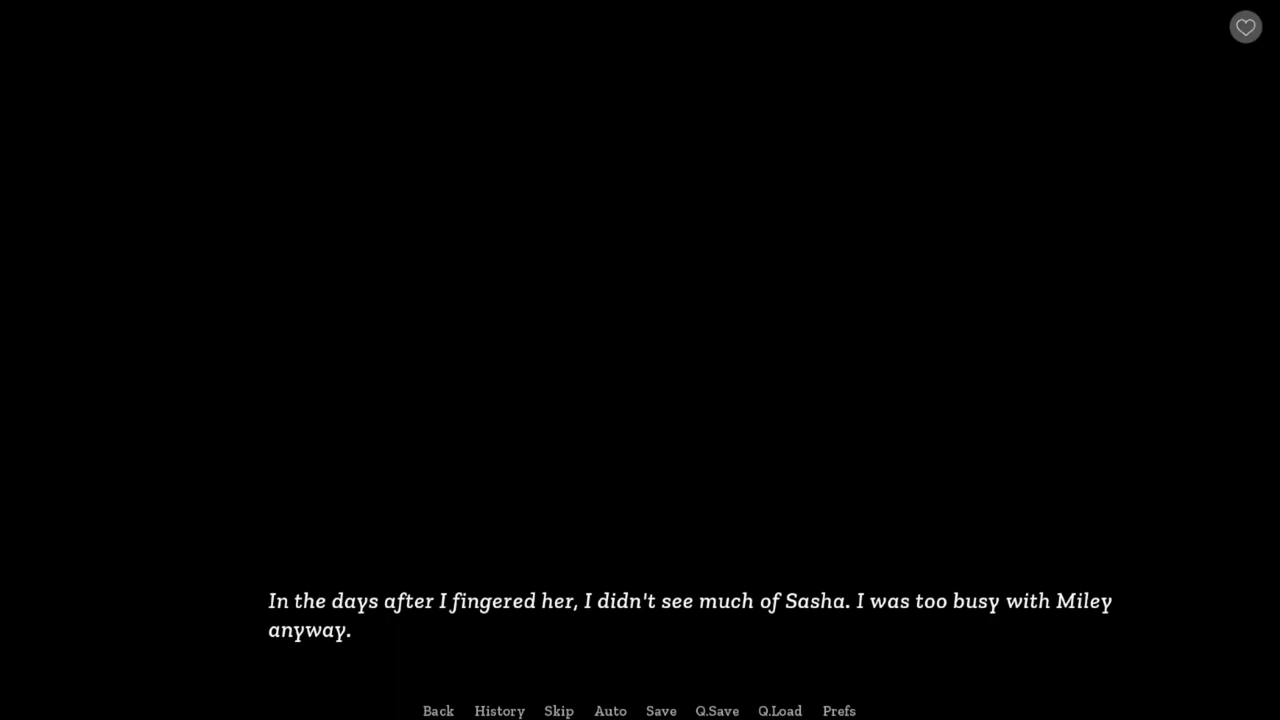 In the days after I fingered her, I didn't see much of Sasha. I was too busy with Miley
anyway.
Back History Skip Auto Save Q.Save Q.Load Prefs